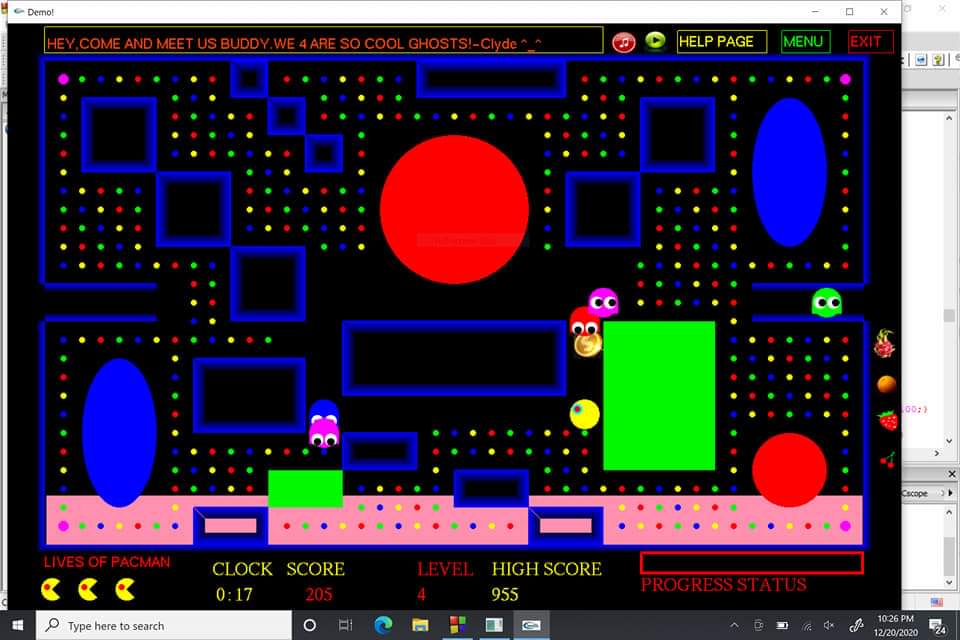 Demo!
HEY,COME AND MEET US BUDDY.WE 4 ARE SO COOL GHOSTS!-Clyde ^_^
HELP PAGE
MENU
EXIT
00;)
Cscope
LIVES OF PACMAN
CLOCK
SCORE
LEVEL
HIGH SCORE
0:17
205
4
955
PROGRESS STATUS
Type here to search
10:26 PM
12/20/2020
24